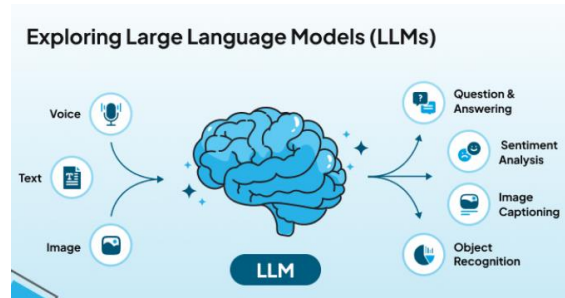 Exploring Large Language Models (LLMs)
Voice
Text
Image
LLM
Question &
Answering
Sentiment
Analysis
Image
Captioning
Object
Recognition